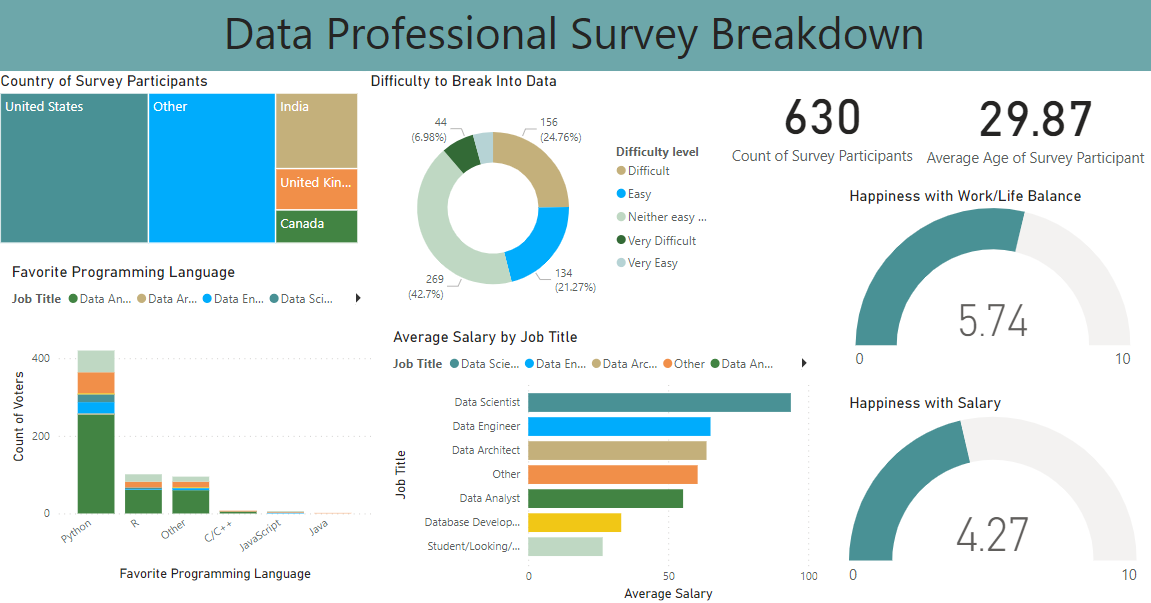 Data Professional Survey Breakdown
Country of Survey Participants
United States
Other
India
United Kin...
Canada
Difficulty to Break Into Data
44
(6.98%)
156
(24.76%)
269
(42.7%)
134
(21.27%)
Difficulty level
Difficult
Easy
Neither easy ...
Very Difficult
Very Easy
630
Count of Survey Participants
29.87
Average Age of Survey Participant
Happiness with Work/Life Balance
5.74
0
10
Favorite Programming Language
Job Title Data An... Data Ar... Data En... Data Sci...
Count of Voters
400
200
0
Python
R
Other
C/C++
JavaScript
Java
Favorite Programming Language
Average Salary by Job Title
Job Title Data Scie... Data En... Data Arc... Other Data An...
Job Title
Data Scientist
Data Engineer
Data Architect
Other
Data Analyst
Database Develop...
Student/Looking/...
0
50
100
Average Salary
Happiness with Salary
4.27
0
10